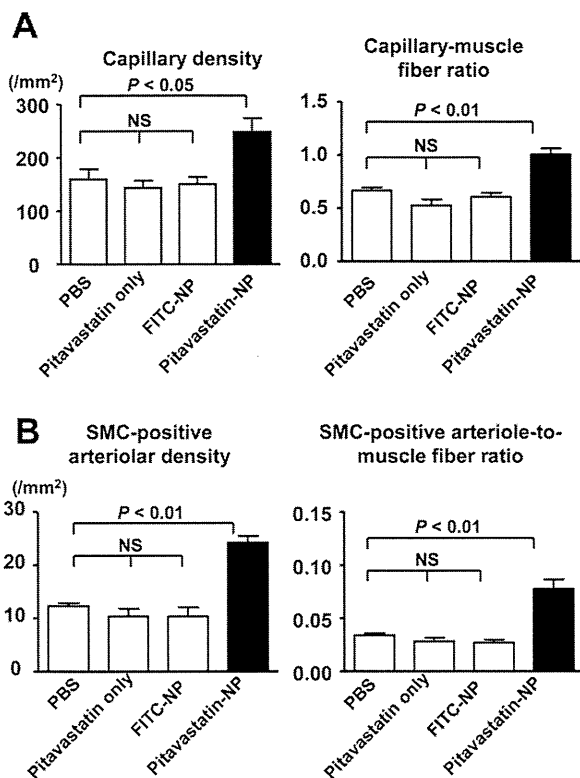 A
Capillary density
(/mm²)
P < 0.05
NS
300
200
100
0
PBS
Pitavastatin only
FITC-NP
Pitavastatin-NP
Capillary-muscle
fiber ratio
P < 0.01
NS
1.5
1.0
0.5
0.0
PBS
Pitavastatin only
FITC-NP
Pitavastatin-NP
B
SMC-positive
arteriolar density
(/mm²)
P < 0.01
NS
30
20
10
0
PBS
Pitavastatin only
FITC-NP
Pitavastatin-NP
SMC-positive arteriole-to-
muscle fiber ratio
P < 0.01
NS
0.15
0.10
0.05
0.00
PBS
Pitavastatin only
FITC-NP
Pitavastatin-NP